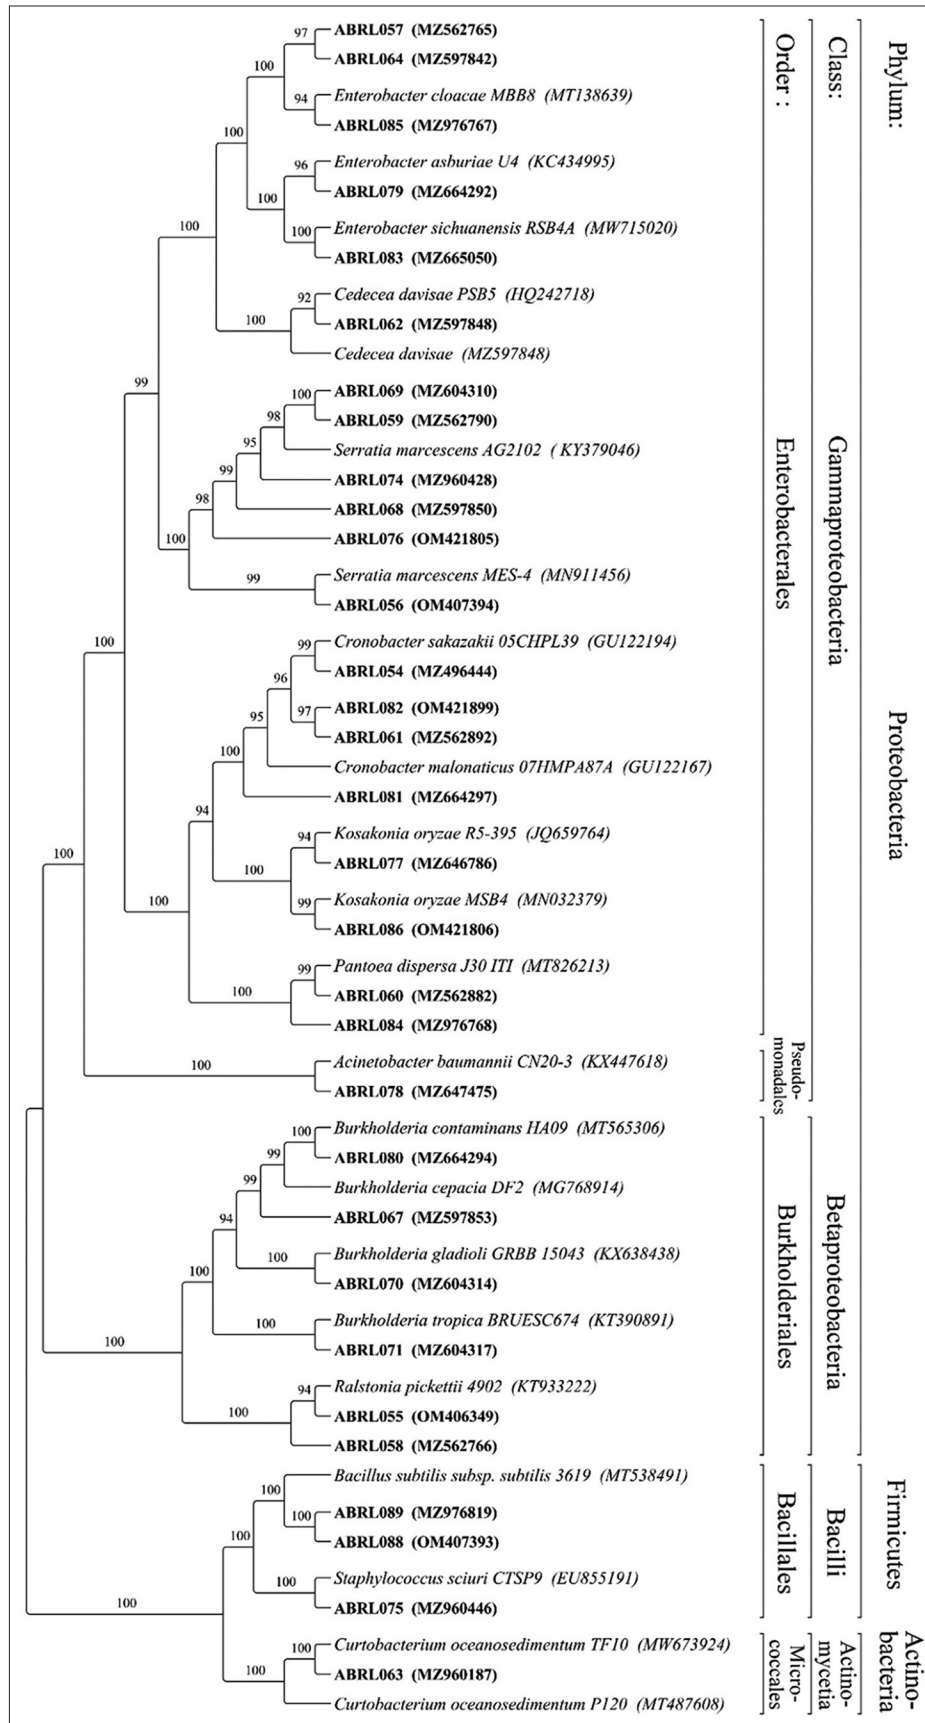 Phylum:
Class:
Order :
97
ABRL057 (MZ562765)
ABRL064 (MZ597842)
100
94
Enterobacter cloacae MBB8 (MT138639)
ABRL085 (MZ976767)
100
96
Enterobacter asburiae U4 (KC434995)
ABRL079 (MZ664292)
100
100
Enterobacter sichuanensis RSB4A (MW715020)
ABRL083 (MZ665050)
100
92
Cedecea davisae PSB5 (HQ242718)
ABRL062 (MZ597848)
100
Cedecea davisae (MZ597848)
99
100
ABRL069 (MZ604310)
ABRL059 (MZ562790)
98
Serratia marcescens AG2102 ( KY379046)
95
ABRL074 (MZ960428)
99
ABRL068 (MZ597850)
98
ABRL076 (OM421805)
100
99
Serratia marcescens MES-4 (MN911456)
ABRL056 (OM407394)
100
99
Cronobacter sakazakii 05CHPL39 (GU122194)
ABRL054 (MZ496444)
96
97
ABRL082 (OM421899)
ABRL061 (MZ562892)
95
Cronobacter malonaticus 07HMPA87A (GU122167)
100
ABRL081 (MZ664297)
94
94
Kosakonia oryzae R5-395 (JQ659764)
ABRL077 (MZ646786)
100
99
Kosakonia oryzae MSB4 (MN032379)
ABRL086 (OM421806)
100
99
Pantoea dispersa J30 ITI (MT826213)
ABRL060 (MZ562882)
100
ABRL084 (MZ976768)
100
100
Acinetobacter baumannii CN20-3 (KX447618)
ABRL078 (MZ647475)
100
Burkholderia contaminans HA09 (MT565306)
ABRL080 (MZ664294)
99
Burkholderia cepacia DF2 (MG768914)
99
ABRL067 (MZ597853)
94
100
Burkholderia gladioli GRBB 15043 (KX638438)
ABRL070 (MZ604314)
100
100
Burkholderia tropica BRUESC674 (KT390891)
ABRL071 (MZ604317)
100
94
Ralstonia pickettii 4902 (KT933222)
ABRL055 (OM406349)
100
ABRL058 (MZ562766)
Bacillus subtilis subsp. subtilis 3619 (MT538491)
100
100
ABRL089 (MZ976819)
ABRL088 (OM407393)
100
100
Staphylococcus sciuri CTSP9 (EU855191)
ABRL075 (MZ960446)
100
100
Curtobacterium oceanosedimentum TF10 (MW673924)
ABRL063 (MZ960187)
100
Curtobacterium oceanosedimentum P120 (MT487608)
Enterobacterales
Pseudo-
monadales
Burkholderiales
Bacillales
Micro-
coccales
Gammaproteobacteria
Betaproteobacteria
Bacilli
Actino-
mycetia
Proteobacteria
Firmicutes
Actino-
bacteria